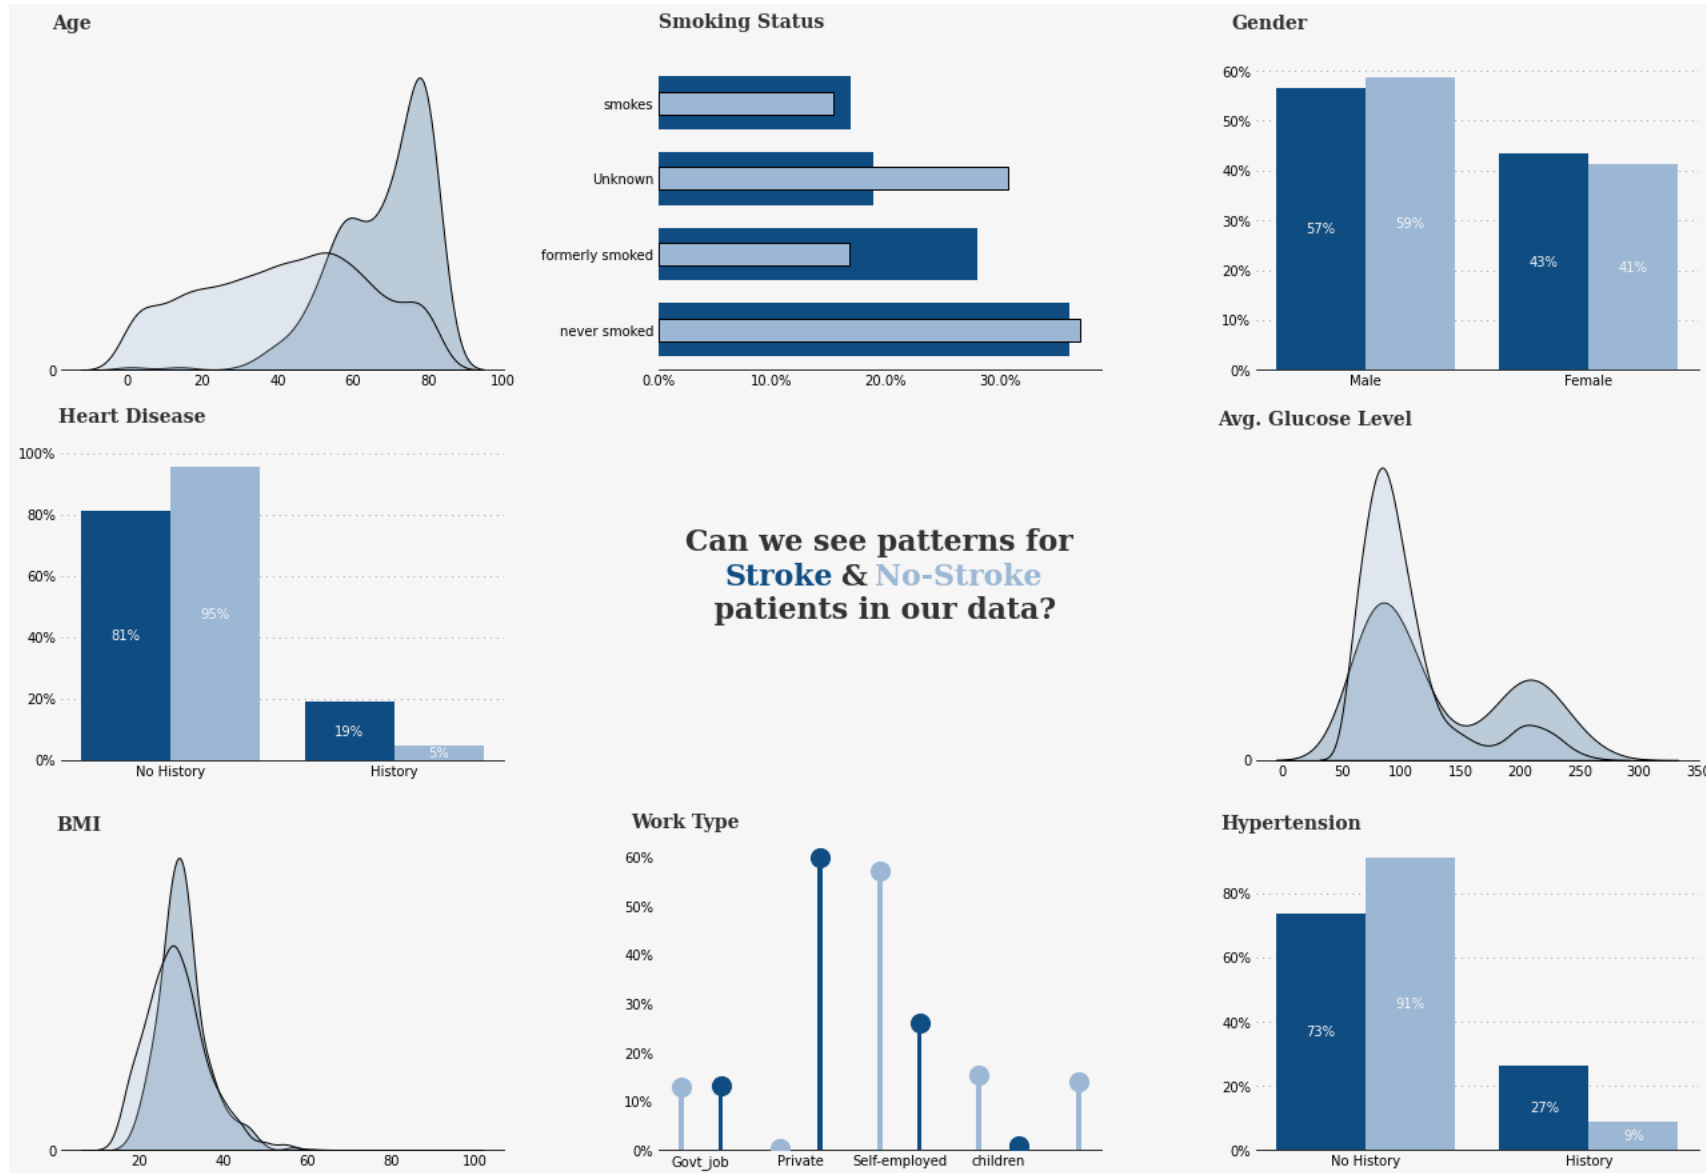 Age
0
0 20 40 60 80 100
Smoking Status
smokes
Unknown
formerly smoked
never smoked
0.0% 10.0% 20.0% 30.0%
Gender
60%
50%
40%
30%
20%
10%
0%
57% 59% 43% 41%
Male Female
Heart Disease
100%
80%
60%
40%
20%
0%
81% 95% 19% 5%
No History History
Can we see patterns for
Stroke & No-Stroke
patients in our data?
Avg. Glucose Level
0
0 50 100 150 200 250 300 350
BMI
0
20 40 60 80 100
Work Type
60%
50%
40%
30%
20%
10%
0%
Govt_job Private Self-employed children
Hypertension
80%
60%
40%
20%
0%
73% 91% 27% 9%
No History History